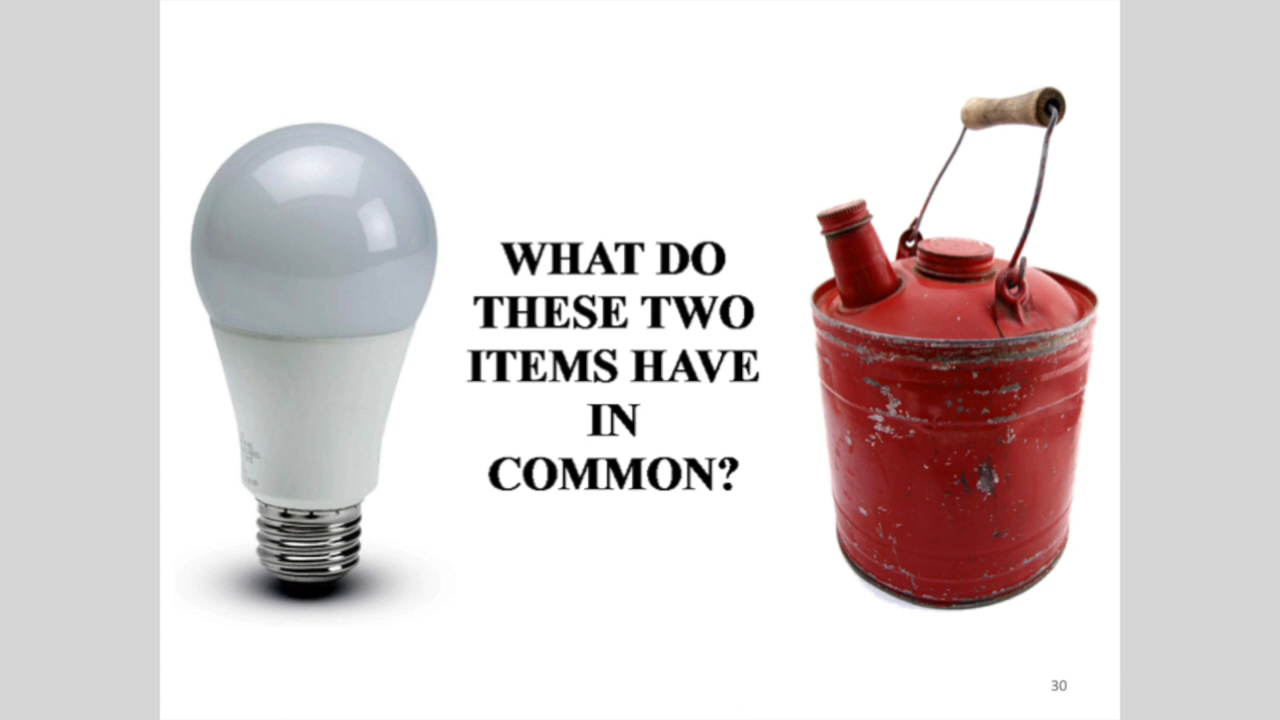 WHAT DO
THESE TWO
ITEMS HAVE
IN
COMMON?
30